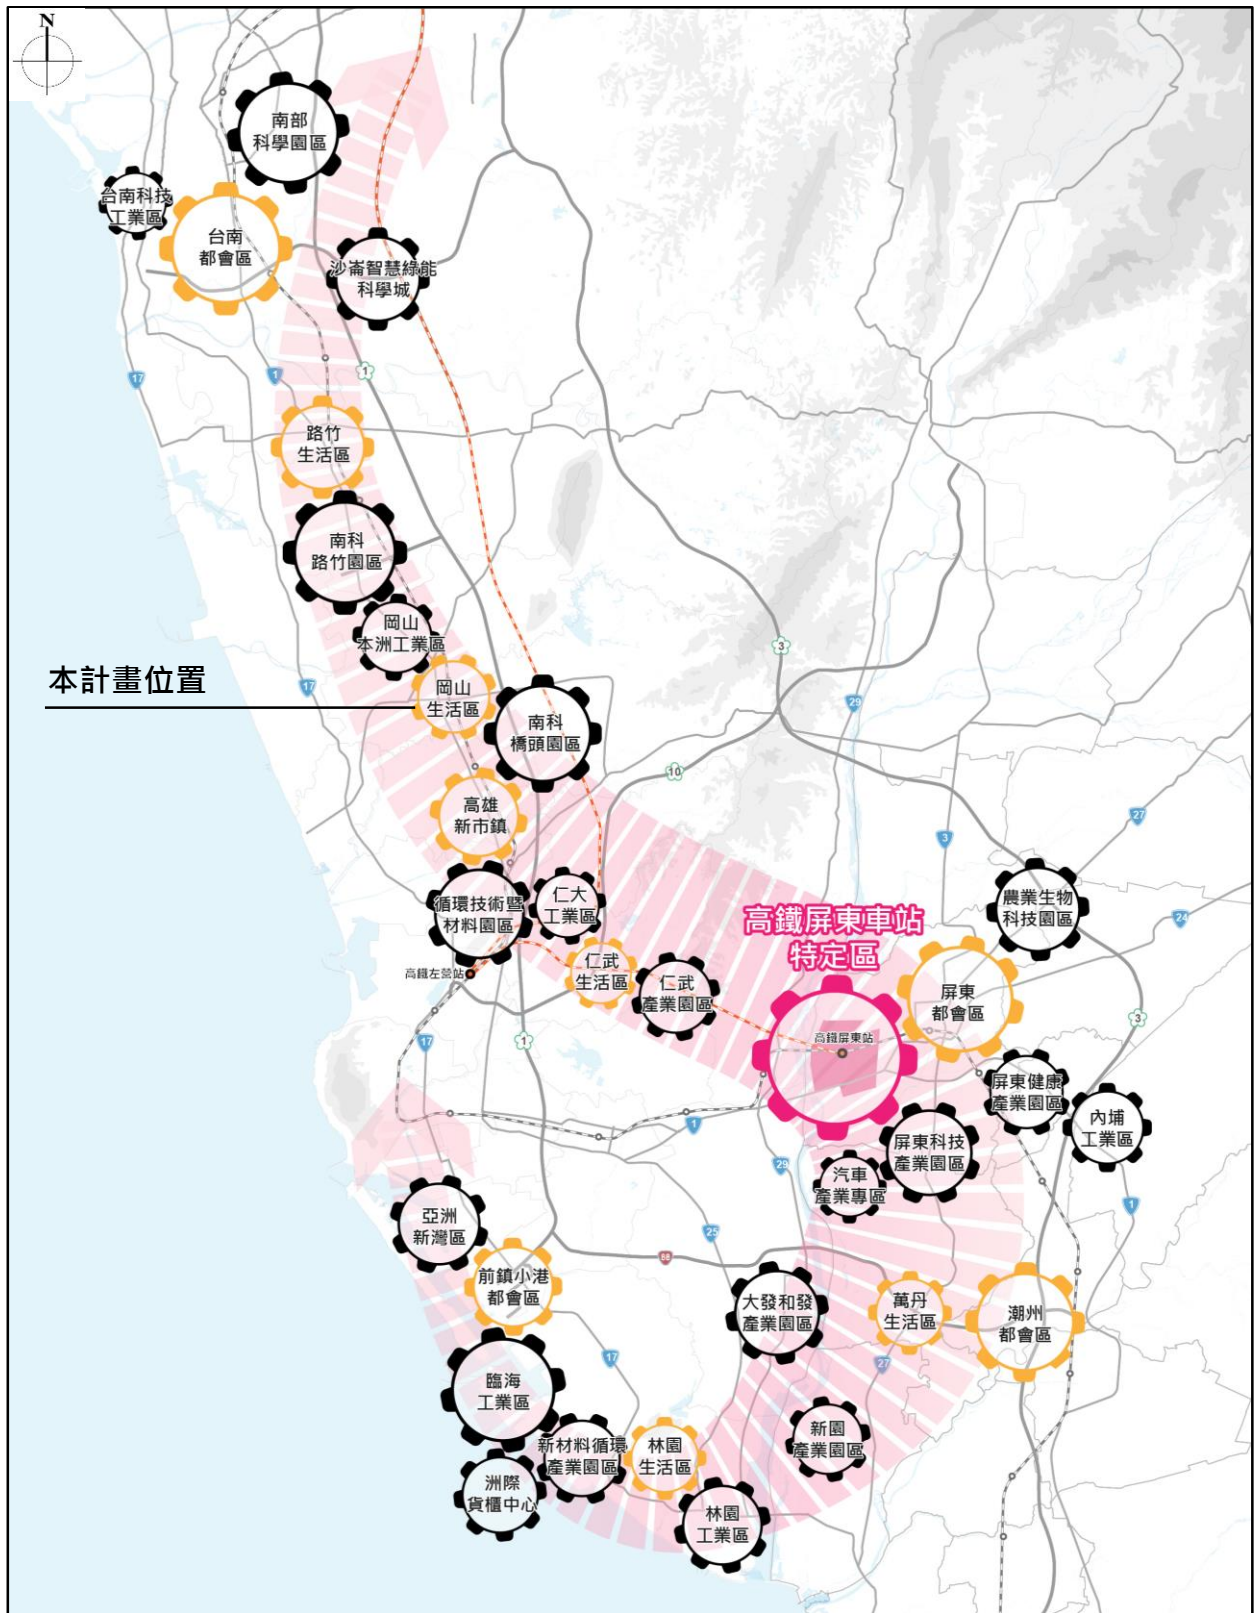 N
南部
科學園區
台南科技
工業區
台南
都會區
沙崙智慧綠能
科學城
17
1
1
路竹
生活區
南科
路竹園區
岡山
本洲工業區
3
本計畫位置
17
岡山
生活區
29
南科
橋頭園區
10
高雄
新市鎮
27
3
循環技術暨
材料園區
仁大
工業區
農業生物
科技園區
24
高鐵屏東車站
特定區
高鐵左營站
仁武
生活區
仁武
產業園區
屏東
都會區
3
17
1
高鐵屏東站
屏東健康
產業園區
1
內埔
工業區
屏東科技
產業園區
29
汽車
產業專區
1
亞洲
新灣區
25
88
前鎮小港
都會區
大發和發
產業園區
萬丹
生活區
潮州
都會區
17
27
臨海
工業區
新材料循環
產業園區
林園
生活區
新園
產業園區
洲際
貨櫃中心
林園
工業區